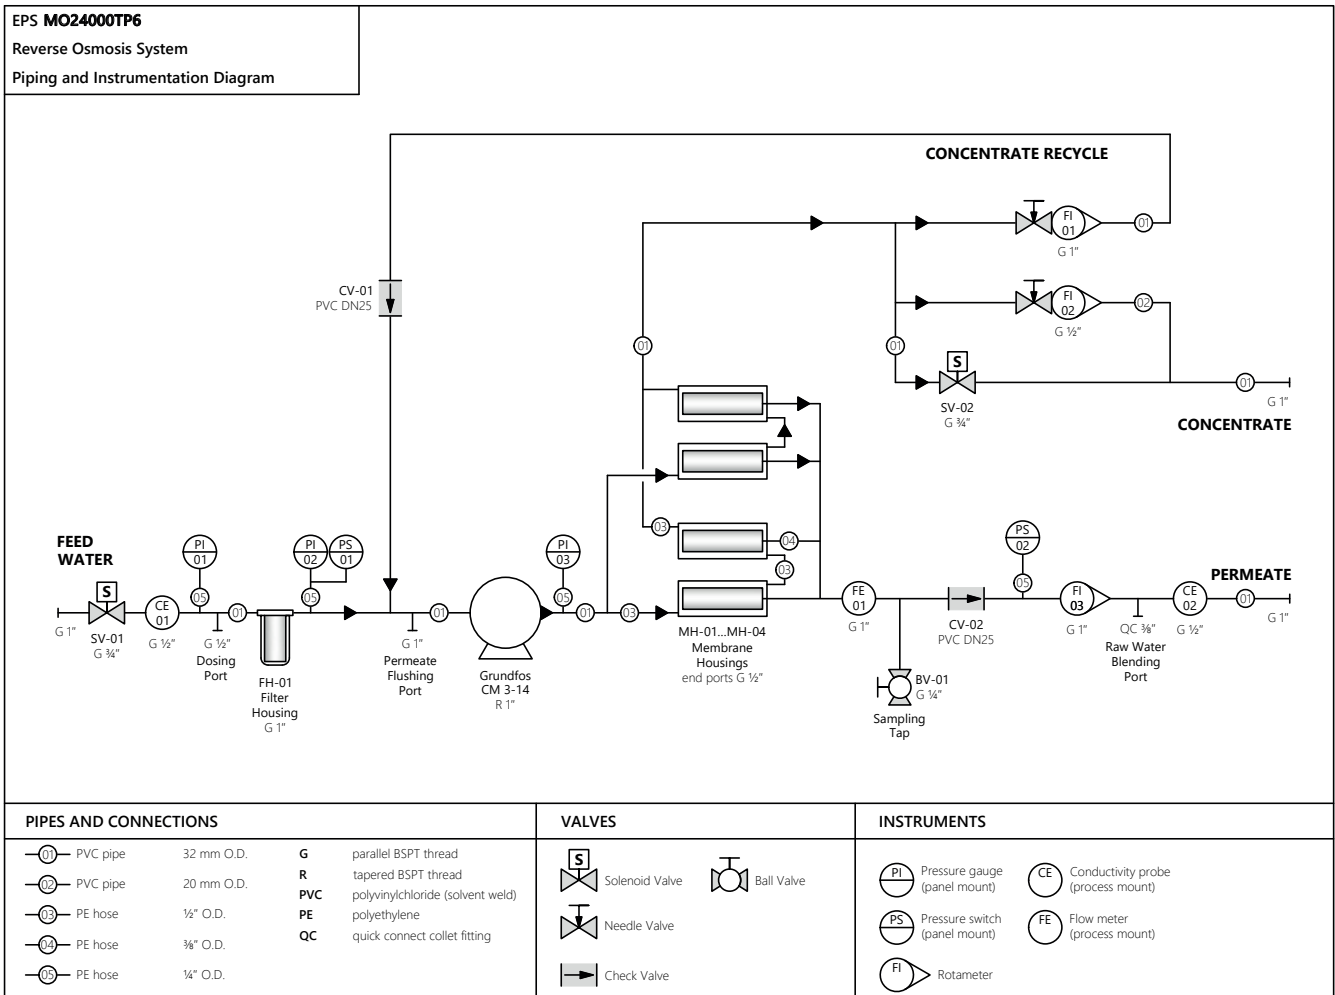 EPS MO24000TP6
Reverse Osmosis System
Piping and Instrumentation Diagram
CONCENTRATE RECYCLE
FI
01
01
G 1"
CV-01
PVC DN25
FI
02
02
G ½"
01
01
S
SV-02
G ¾"
01
G 1"
CONCENTRATE
FEED
WATER
PI
01
PI
02
PS
01
PI
03
03
04
03
PS
02
PERMEATE
S
G 1"
SV-01
G ¾"
CE
01
G ½"
05
01
G ½"
Dosing
Port
05
FH-01
Filter
Housing
G 1"
G 1"
Permeate
Flushing
Port
01
Grundfos
CM 3-14
R 1"
05
01
03
MH-01...MH-04
Membrane
Housings
end ports G ½"
FE
01
G 1"
BV-01
G ¼"
Sampling
Tap
CV-02
PVC DN25
05
FI
03
G 1"
QC ⅜"
Raw Water
Blending
Port
CE
02
G ½"
01
G 1"
PIPES AND CONNECTIONS
01 PVC pipe 32 mm O.D.
02 PVC pipe 20 mm O.D.
03 PE hose ½" O.D.
04 PE hose ⅜" O.D.
05 PE hose ¼" O.D.
G parallel BSPT thread
R tapered BSPT thread
PVC polyvinylchloride (solvent weld)
PE polyethylene
QC quick connect collet fitting
VALVES
S
Solenoid Valve
Ball Valve
Needle Valve
Check Valve
INSTRUMENTS
PI
Pressure gauge
(panel mount)
CE
Conductivity probe
(process mount)
PS
Pressure switch
(panel mount)
FE
Flow meter
(process mount)
FI
Rotameter